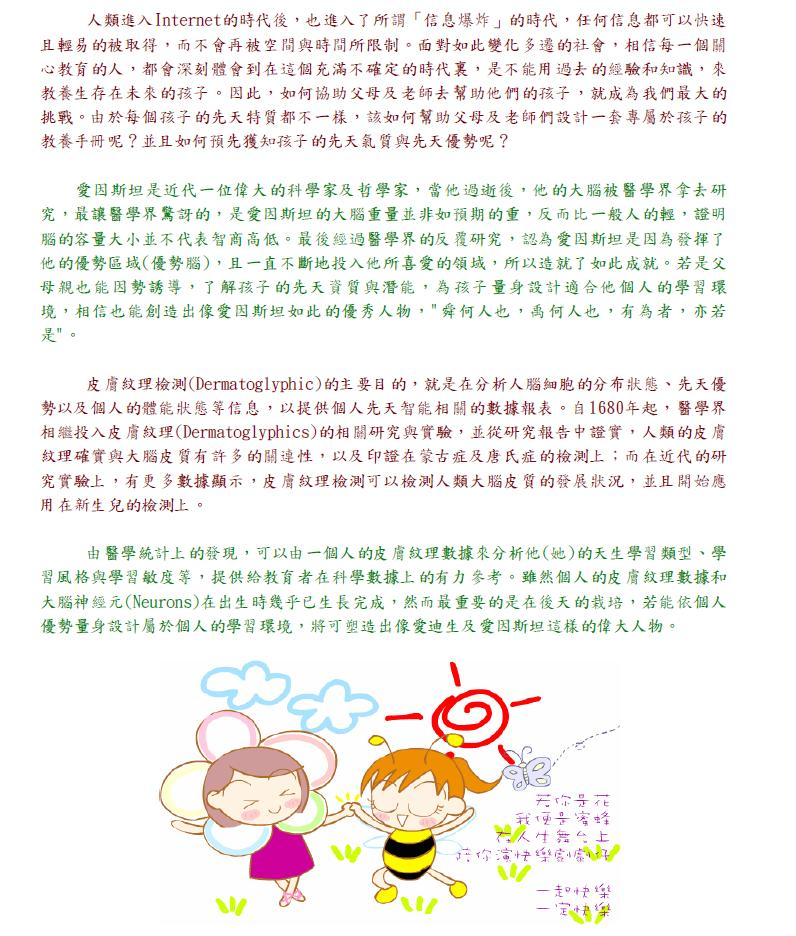 人類進入Internet的時代後，也進入了所謂「信息爆炸」的時代，任何信息都可以快速
且輕易的被取得，而不會再被空間與時間所限制。面對如此變化多遷的社會，相信每一個關
心教育的人，都會深刻體會到在這個充滿不確定的時代裏，是不能用過去的經驗和知識，來
教養生存在未來的孩子。因此，如何協助父母及老師去幫助他們的孩子，就成為我們最大的
挑戰。由於每個孩子的先天特質都不一樣，該如何幫助父母及老師們設計一套專屬於孩子的
教養手冊呢？並且如何預先獲知孩子的先天氣質與先天優勢呢？
愛因斯坦是近代一位偉大的科學家及哲學家，當他過逝後，他的大腦被醫學界拿去研
究，最讓醫學界驚訝的，是愛因斯坦的大腦重量並非如預期的重，反而比一般人的輕，證明
腦的容量大小並不代表智商高低。最後經過醫學界的反覆研究，認為愛因斯坦是因為發揮了
他的優勢區域(優勢腦)，且一直不斷地投入他所喜愛的領域，所以造就了如此成就。若是父
母親也能因勢誘導，了解孩子的先天資質與潛能，為孩子量身設計適合他個人的學習環
境，相信也能創造出像愛因斯坦如此的優秀人物，"舜何人也，禹何人也，有為者，亦若
是"。
皮膚紋理檢測(Dermatoglyphic)的主要目的，就是在分析人腦細胞的分布狀態、先天優
勢以及個人的體能狀態等信息，以提供個人先天智能相關的數據報表。自1680年起，醫學界
相繼投入皮膚紋理(Dermatoglyphics)的相關研究與實驗，並從研究報告中證實，人類的皮膚
紋理確實與大腦皮質有許多的關連性，以及印證在蒙古症及唐氏症的檢測上；而在近代的研
究實驗上，有更多數據顯示，皮膚紋理檢測可以檢測人類大腦皮質的發展狀況，並且開始應
用在新生兒的檢測上。
由醫學統計上的發現，可以由一個人的皮膚紋理數據來分析他(她)的天生學習類型、學
習風格與學習敏度等，提供給教育者在科學數據上的有力參考。雖然個人的皮膚紋理數據和
大腦神經元(Neurons)在出生時幾乎已生長完成，然而最重要的是在後天的栽培，若能依個人
優勢量身設計屬於個人的學習環境，將可塑造出像愛迪生及愛因斯坦這樣的偉大人物。
若你是花
我便是蜜蜂
在人生舞台上
陪你演快樂劇劇仔
一起快樂
一定快樂